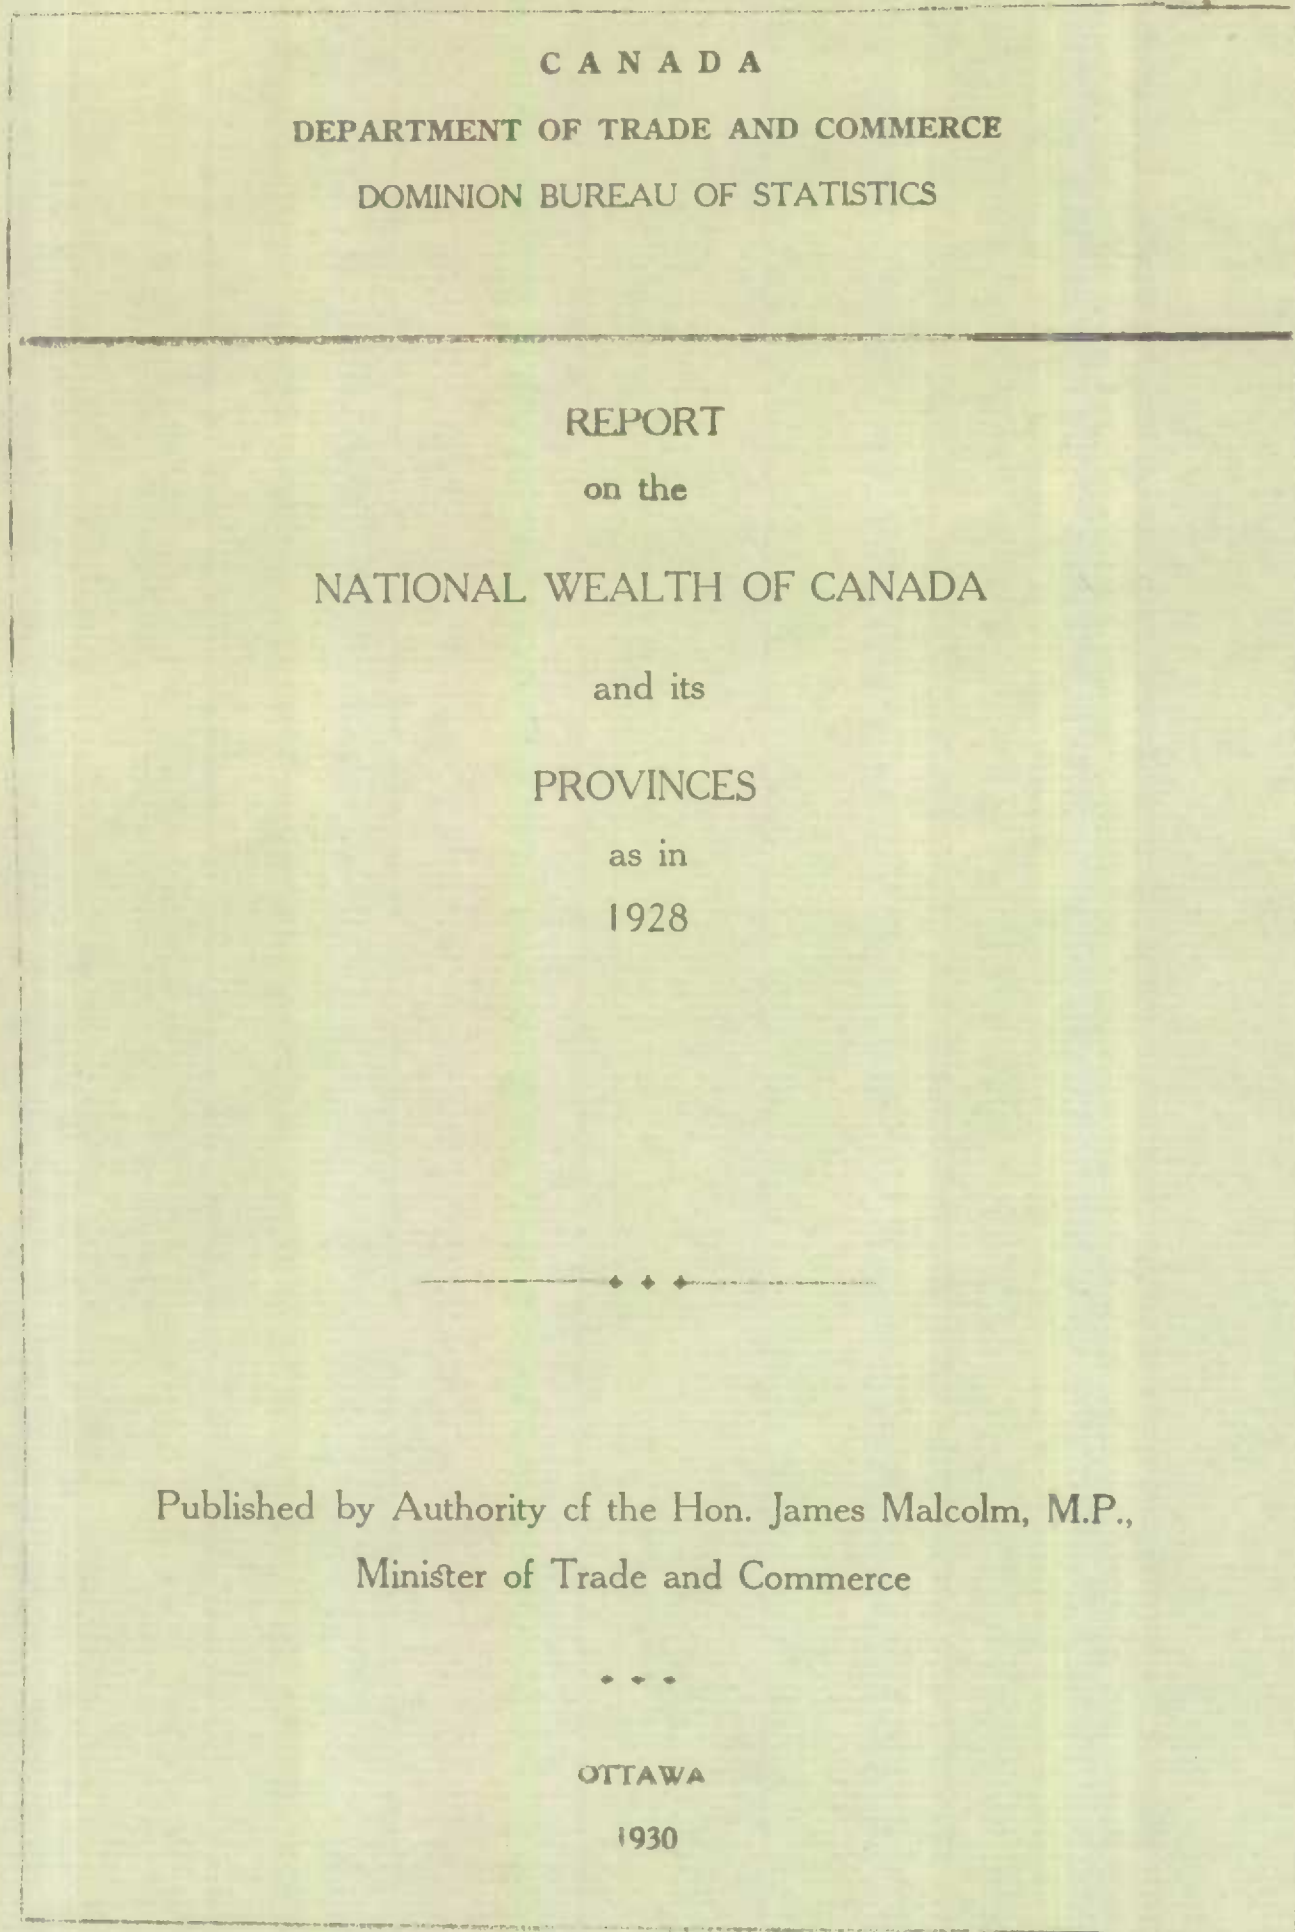 CANADA
DEPARTMENT OF TRADE AND COMMERCE
DOMINION BUREAU OF STATISTICS
REPORT
on the
NATIONAL WEALTH OF CANADA
and its
PROVINCES
as in
1928
Published by Authority cf the Hon. James Malcolm, M.P.,
Minister of Trade and Commerce
OTTAWA
1930